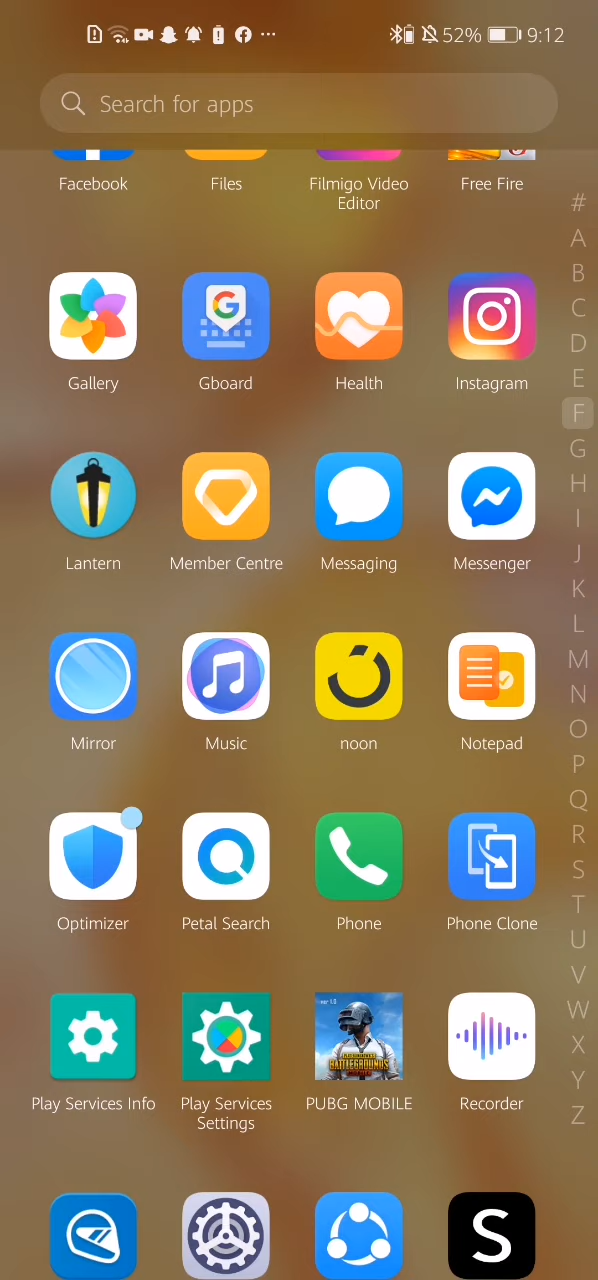 52% 9:12
Search for apps
Facebook
Files
Filmigo Video
Editor
Free Fire
Gallery
Gboard
Health
Instagram
Lantern
Member Centre
Messaging
Messenger
Mirror
Music
noon
Notepad
Optimizer
Petal Search
Phone
Phone Clone
Play Services Info
Play Services
Settings
PUBG MOBILE
Recorder
S
#
A
B
C
D
E
F
G
H
I
J
K
L
M
N
O
P
Q
R
S
T
U
V
W
X
Y
Z